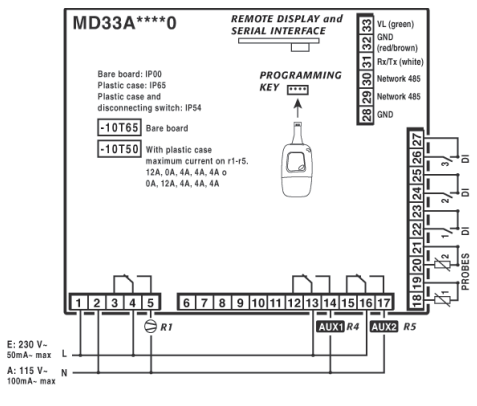 MD33A****0
REMOTE DISPLAY and
SERIAL INTERFACE
33 VL (green)
32 GND
(red/brown)
31 Rx/Tx (white)
30 Network 485
29 Network 485
28 GND
Bare board: IP00
Plastic case: IP65
Plastic case and
disconnecting switch: IP54
PROGRAMMING
KEY
-10T65 Bare board
-10T50 With plastic case
maximum current on r1-r5.
12A, 0A, 4A, 4A, 4A o
0A, 12A, 4A, 4A, 4A
27
26 3 DI
25
24 2 DI
23
22 1 DI
21
20 2
19
18 1
PROBES
1 2 3 4 5 6 7 8 9 10 11 12 13 14 15 16 17
R1 AUX1 R4 AUX2 R5
E: 230 V~
50mA~ max L
A: 115 V~
100mA~ max N